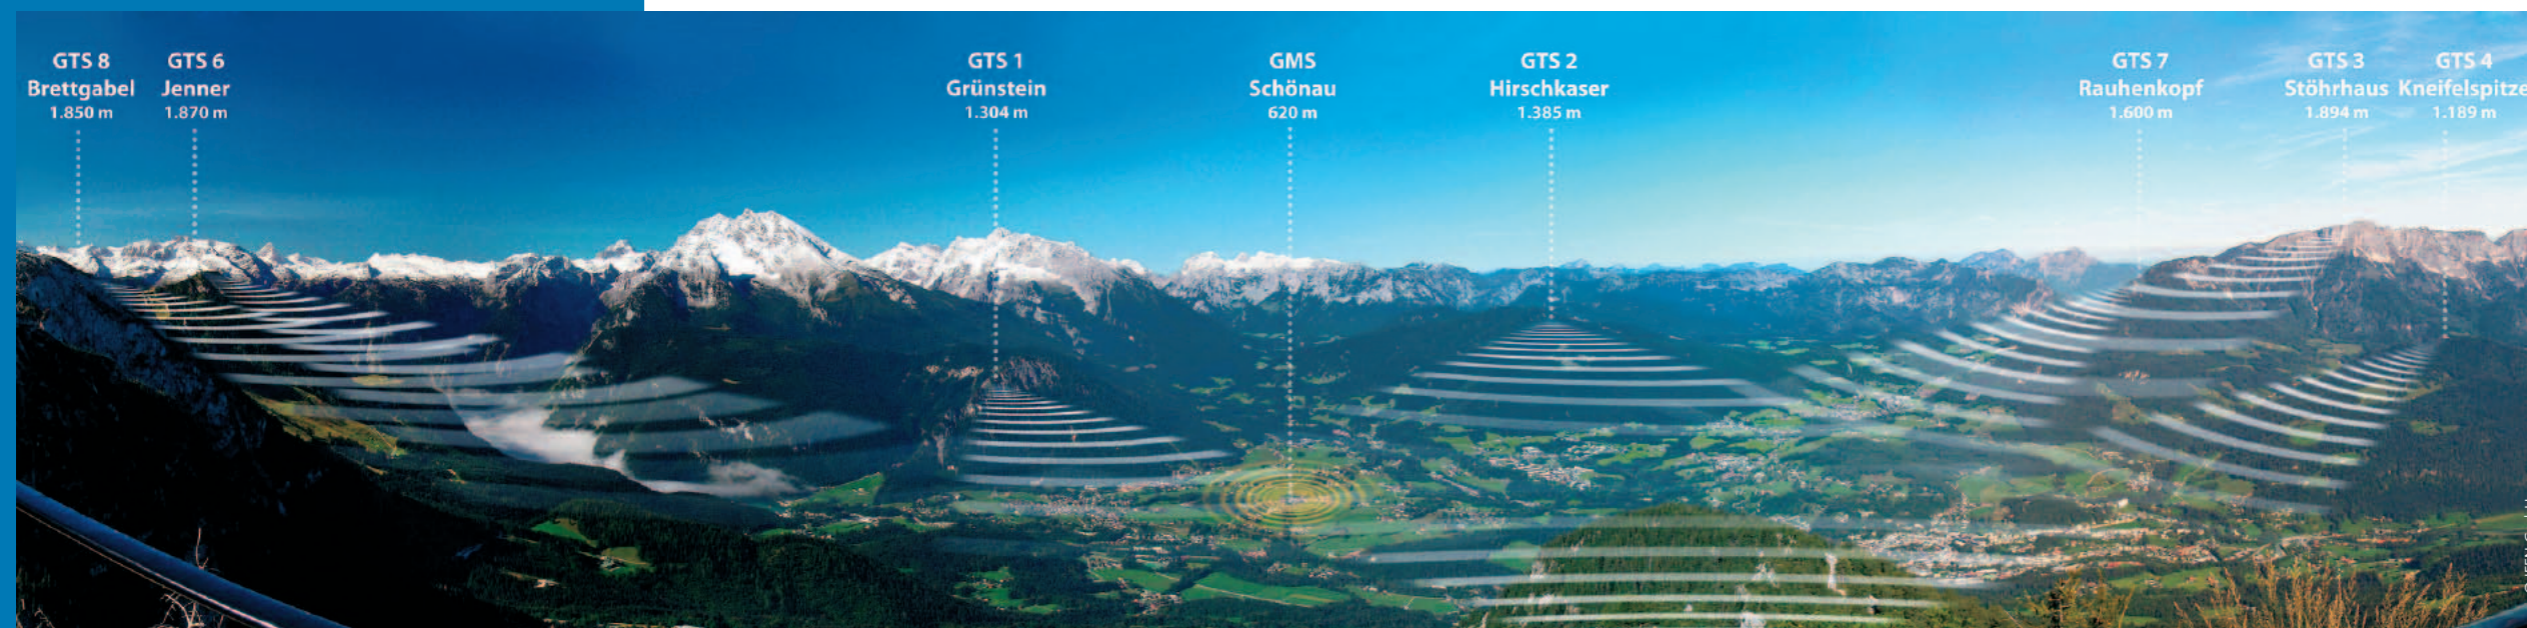 GTS 8
Brettgabel
1.850 m
GTS 6
Jenner
1.870 m
GTS 1
Grünstein
1.304 m
GMS
Schönau
620 m
GTS 2
Hirschkaser
1.385 m
GTS 7
Rauhenkopf
1.600 m
GTS 3
Stöhrhaus
1.894 m
GTS 4
Kneifelspitze
1.189 m